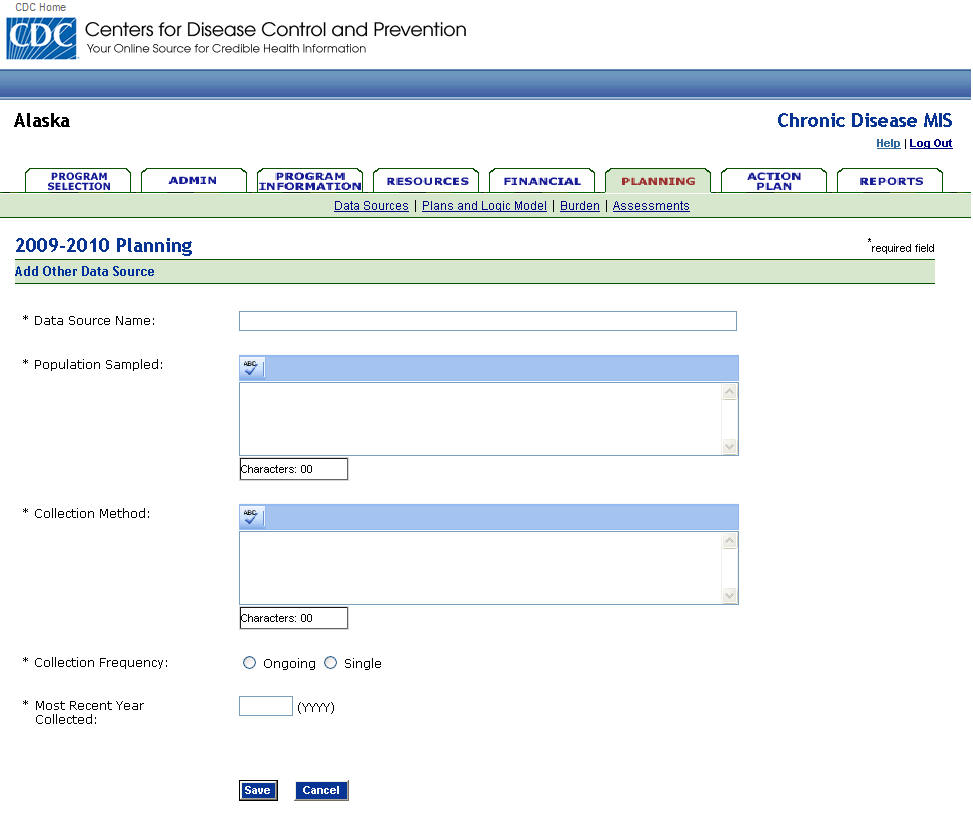 CDC Home
CDC
Centers for Disease Control and Prevention
Your Online Source for Credible Health Information
Alaska
Chronic Disease MIS
Help | Log Out
PROGRAM SELECTION
ADMIN
PROGRAM INFORMATION
RESOURCES
FINANCIAL
PLANNING
ACTION PLAN
REPORTS
Data Sources | Plans and Logic Model | Burden | Assessments
2009-2010 Planning
*required field
Add Other Data Source
* Data Source Name:
* Population Sampled:
ABC
Characters: 00
* Collection Method:
ABC
Characters: 00
* Collection Frequency:
Ongoing
Single
* Most Recent Year
Collected:
(YYYY)
Save
Cancel